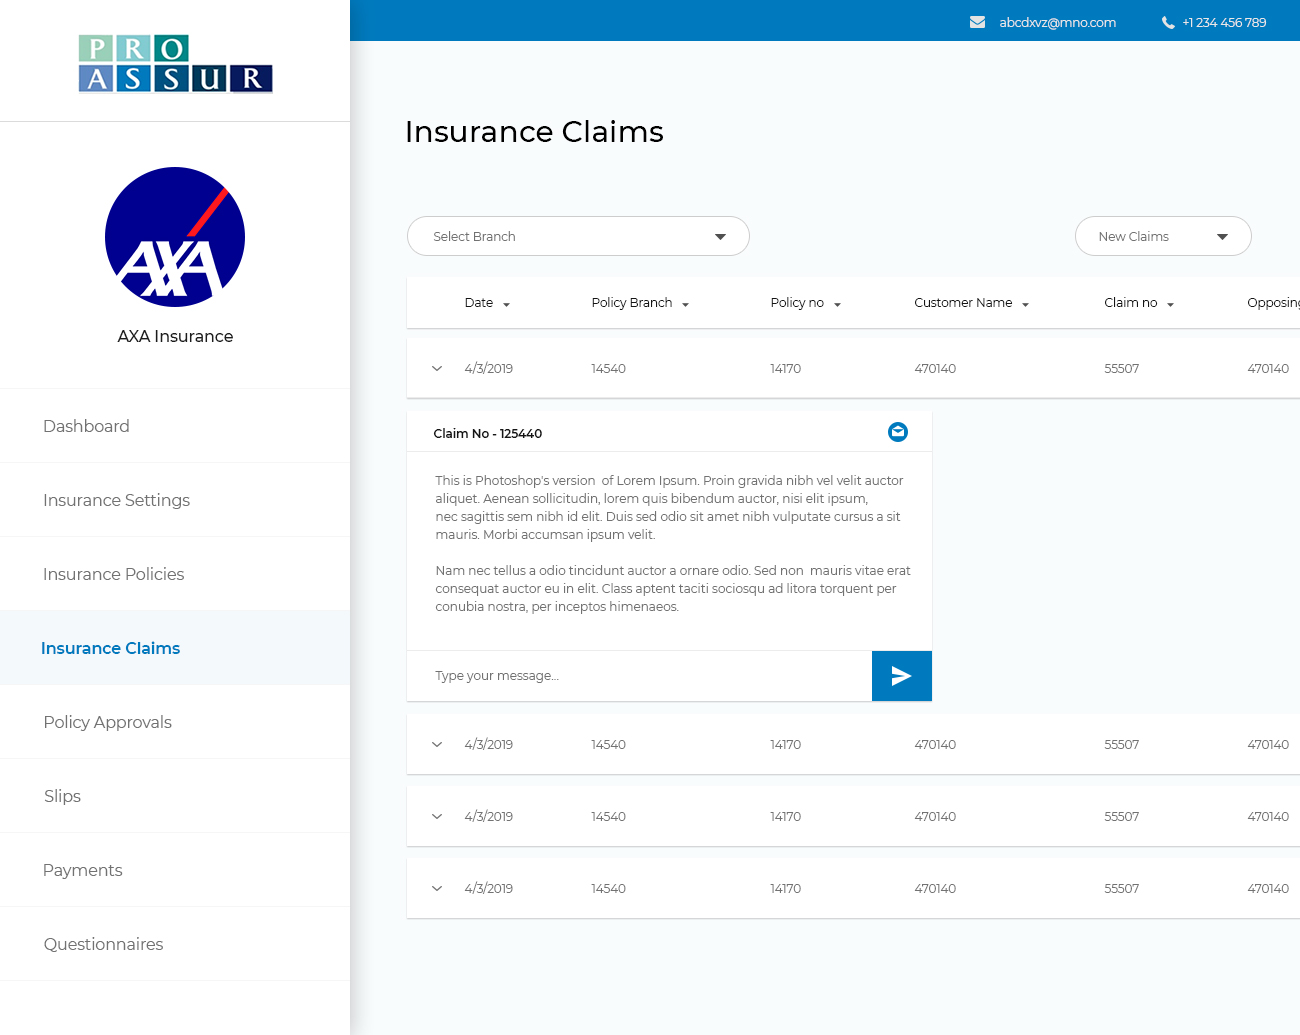 PRO
ASSUR
abcdxvz@mno.com +1 234 456 789
AXA
AXA Insurance
Dashboard
Insurance Settings
Insurance Policies
Insurance Claims
Policy Approvals
Slips
Payments
Questionnaires
Insurance Claims
Select Branch New Claims
Date Policy Branch Policy no Customer Name Claim no Opposing
4/3/2019 14540 14170 470140 55507 470140
Claim No - 125440
This is Photoshop's version  of Lorem Ipsum. Proin gravida nibh vel velit auctor
aliquet. Aenean sollicitudin, lorem quis bibendum auctor, nisi elit ipsum,
nec sagittis sem nibh id elit. Duis sed odio sit amet nibh vulputate cursus a sit
mauris. Morbi accumsan ipsum velit.
Nam nec tellus a odio tincidunt auctor a ornare odio. Sed non  mauris vitae erat
consequat auctor eu in elit. Class aptent taciti sociosqu ad litora torquent per
conubia nostra, per inceptos himenaeos.
Type your message...
4/3/2019 14540 14170 470140 55507 470140
4/3/2019 14540 14170 470140 55507 470140
4/3/2019 14540 14170 470140 55507 470140